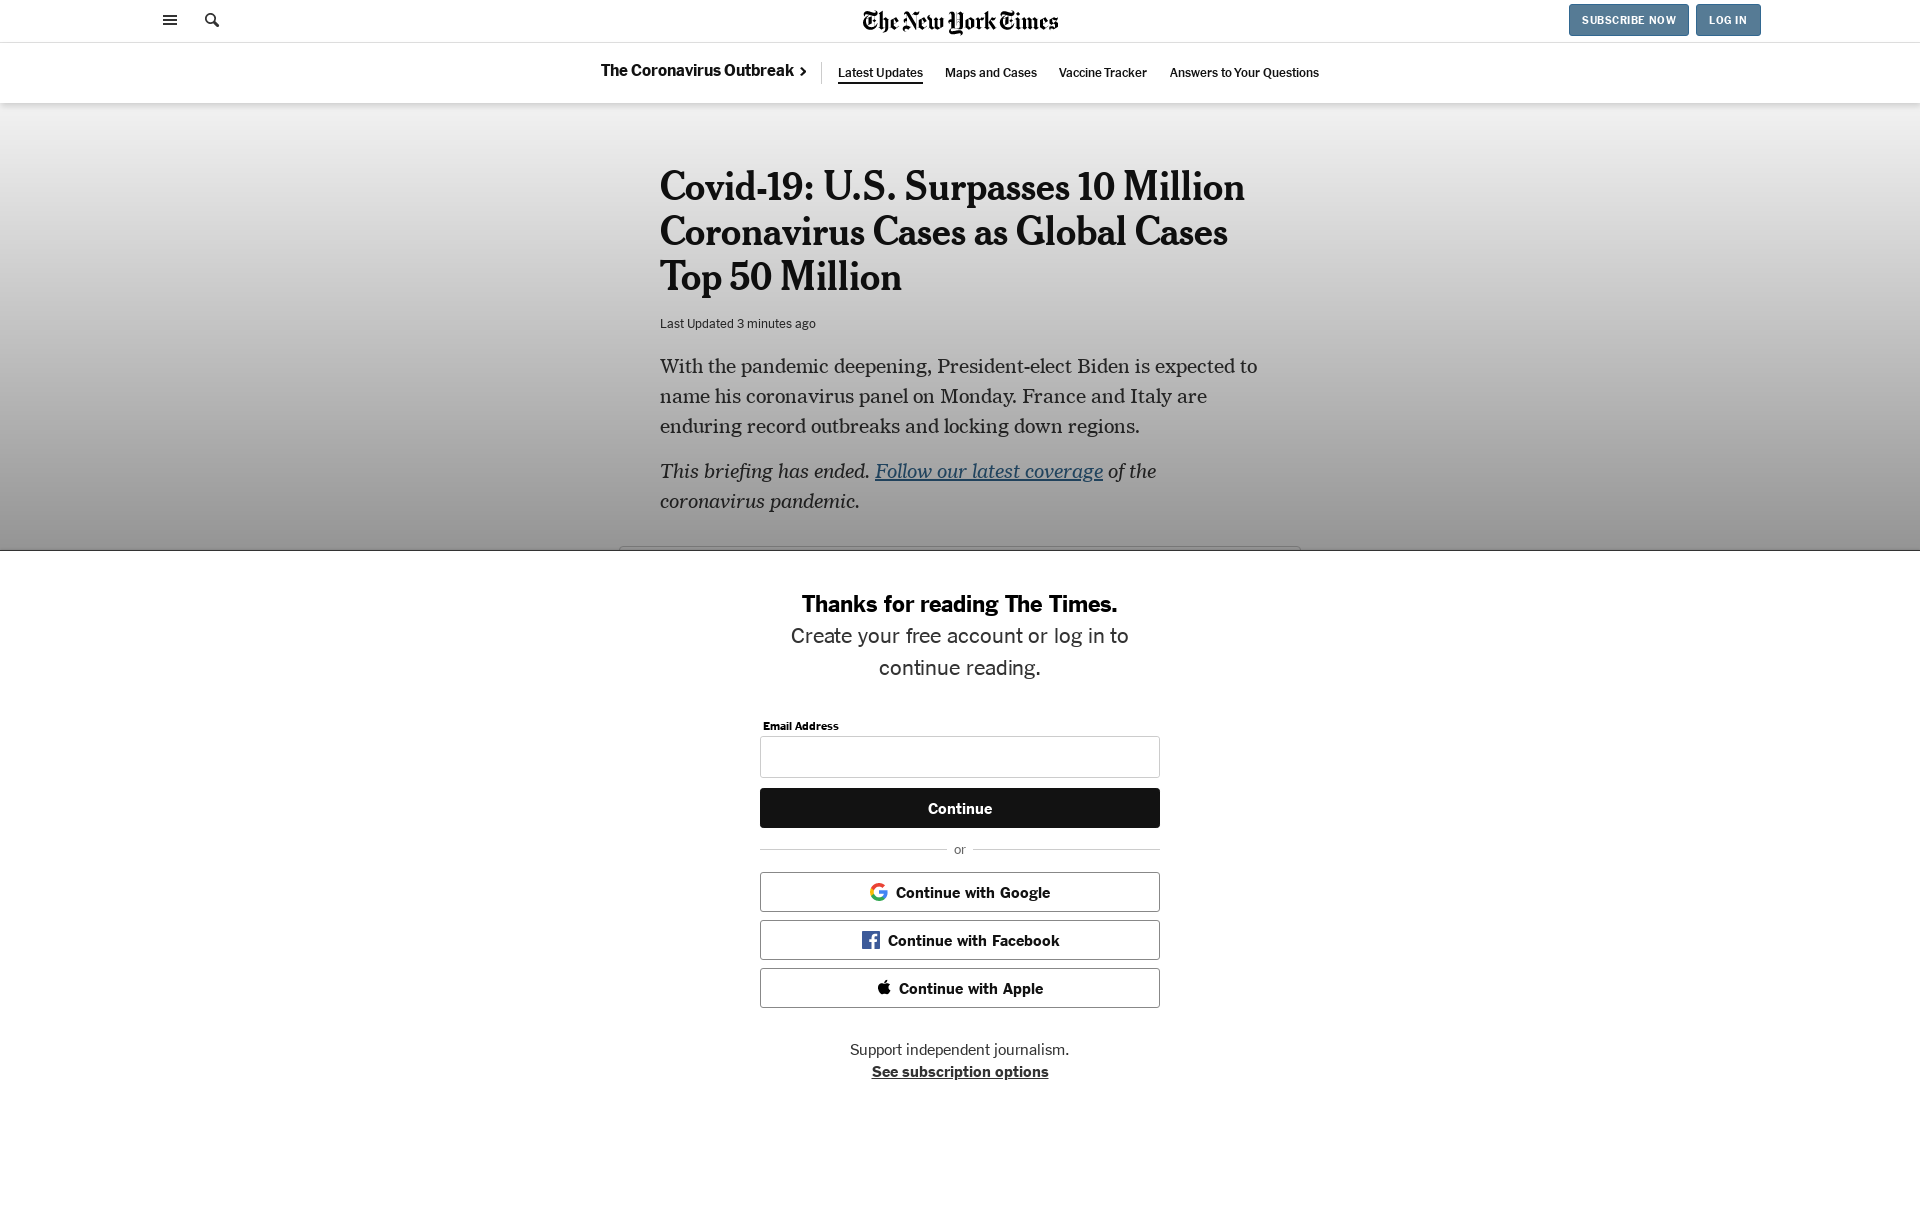 The New York Times
SUBSCRIBE NOW
LOG IN
The Coronavirus Outbreak
Latest Updates
Maps and Cases
Vaccine Tracker
Answers to Your Questions
Covid-19: U.S. Surpasses 10 Million
Coronavirus Cases as Global Cases
Top 50 Million
Last Updated 3 minutes ago
With the pandemic deepening, President-elect Biden is expected to
name his coronavirus panel on Monday. France and Italy are
enduring record outbreaks and locking down regions.
This briefing has ended. Follow our latest coverage of the
coronavirus pandemic.
Thanks for reading The Times.
Create your free account or log in to
continue reading.
Email Address
Continue
or
Continue with Google
Continue with Facebook
Continue with Apple
Support independent journalism.
See subscription options